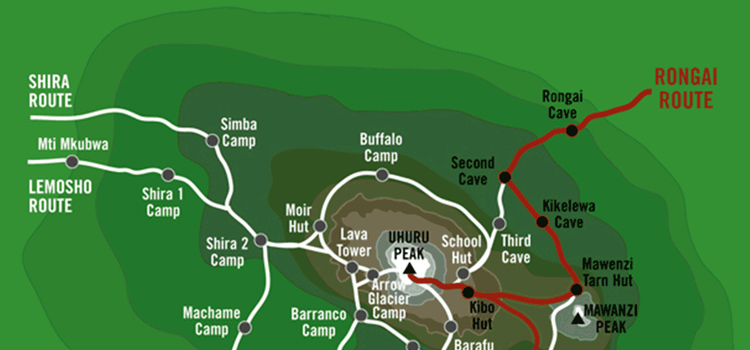 SHIRA
ROUTE
RONGAI
ROUTE
Rongai
Cave
Simba
Camp
Mti Mkubwa
Buffalo
Camp
Second
Cave
LEMOSHO
ROUTE
Shira 1
Camp
Moir
Hut
Kikelewa
Cave
Shira 2
Camp
Lava
Tower
UHURU
PEAK
School
Hut
Third
Cave
Mawenzi
Tarn Hut
Arrow
Glacier
Camp
Kibo
Hut
MAWANZI
PEAK
Machame
Camp
Barranco
Camp
Barafu